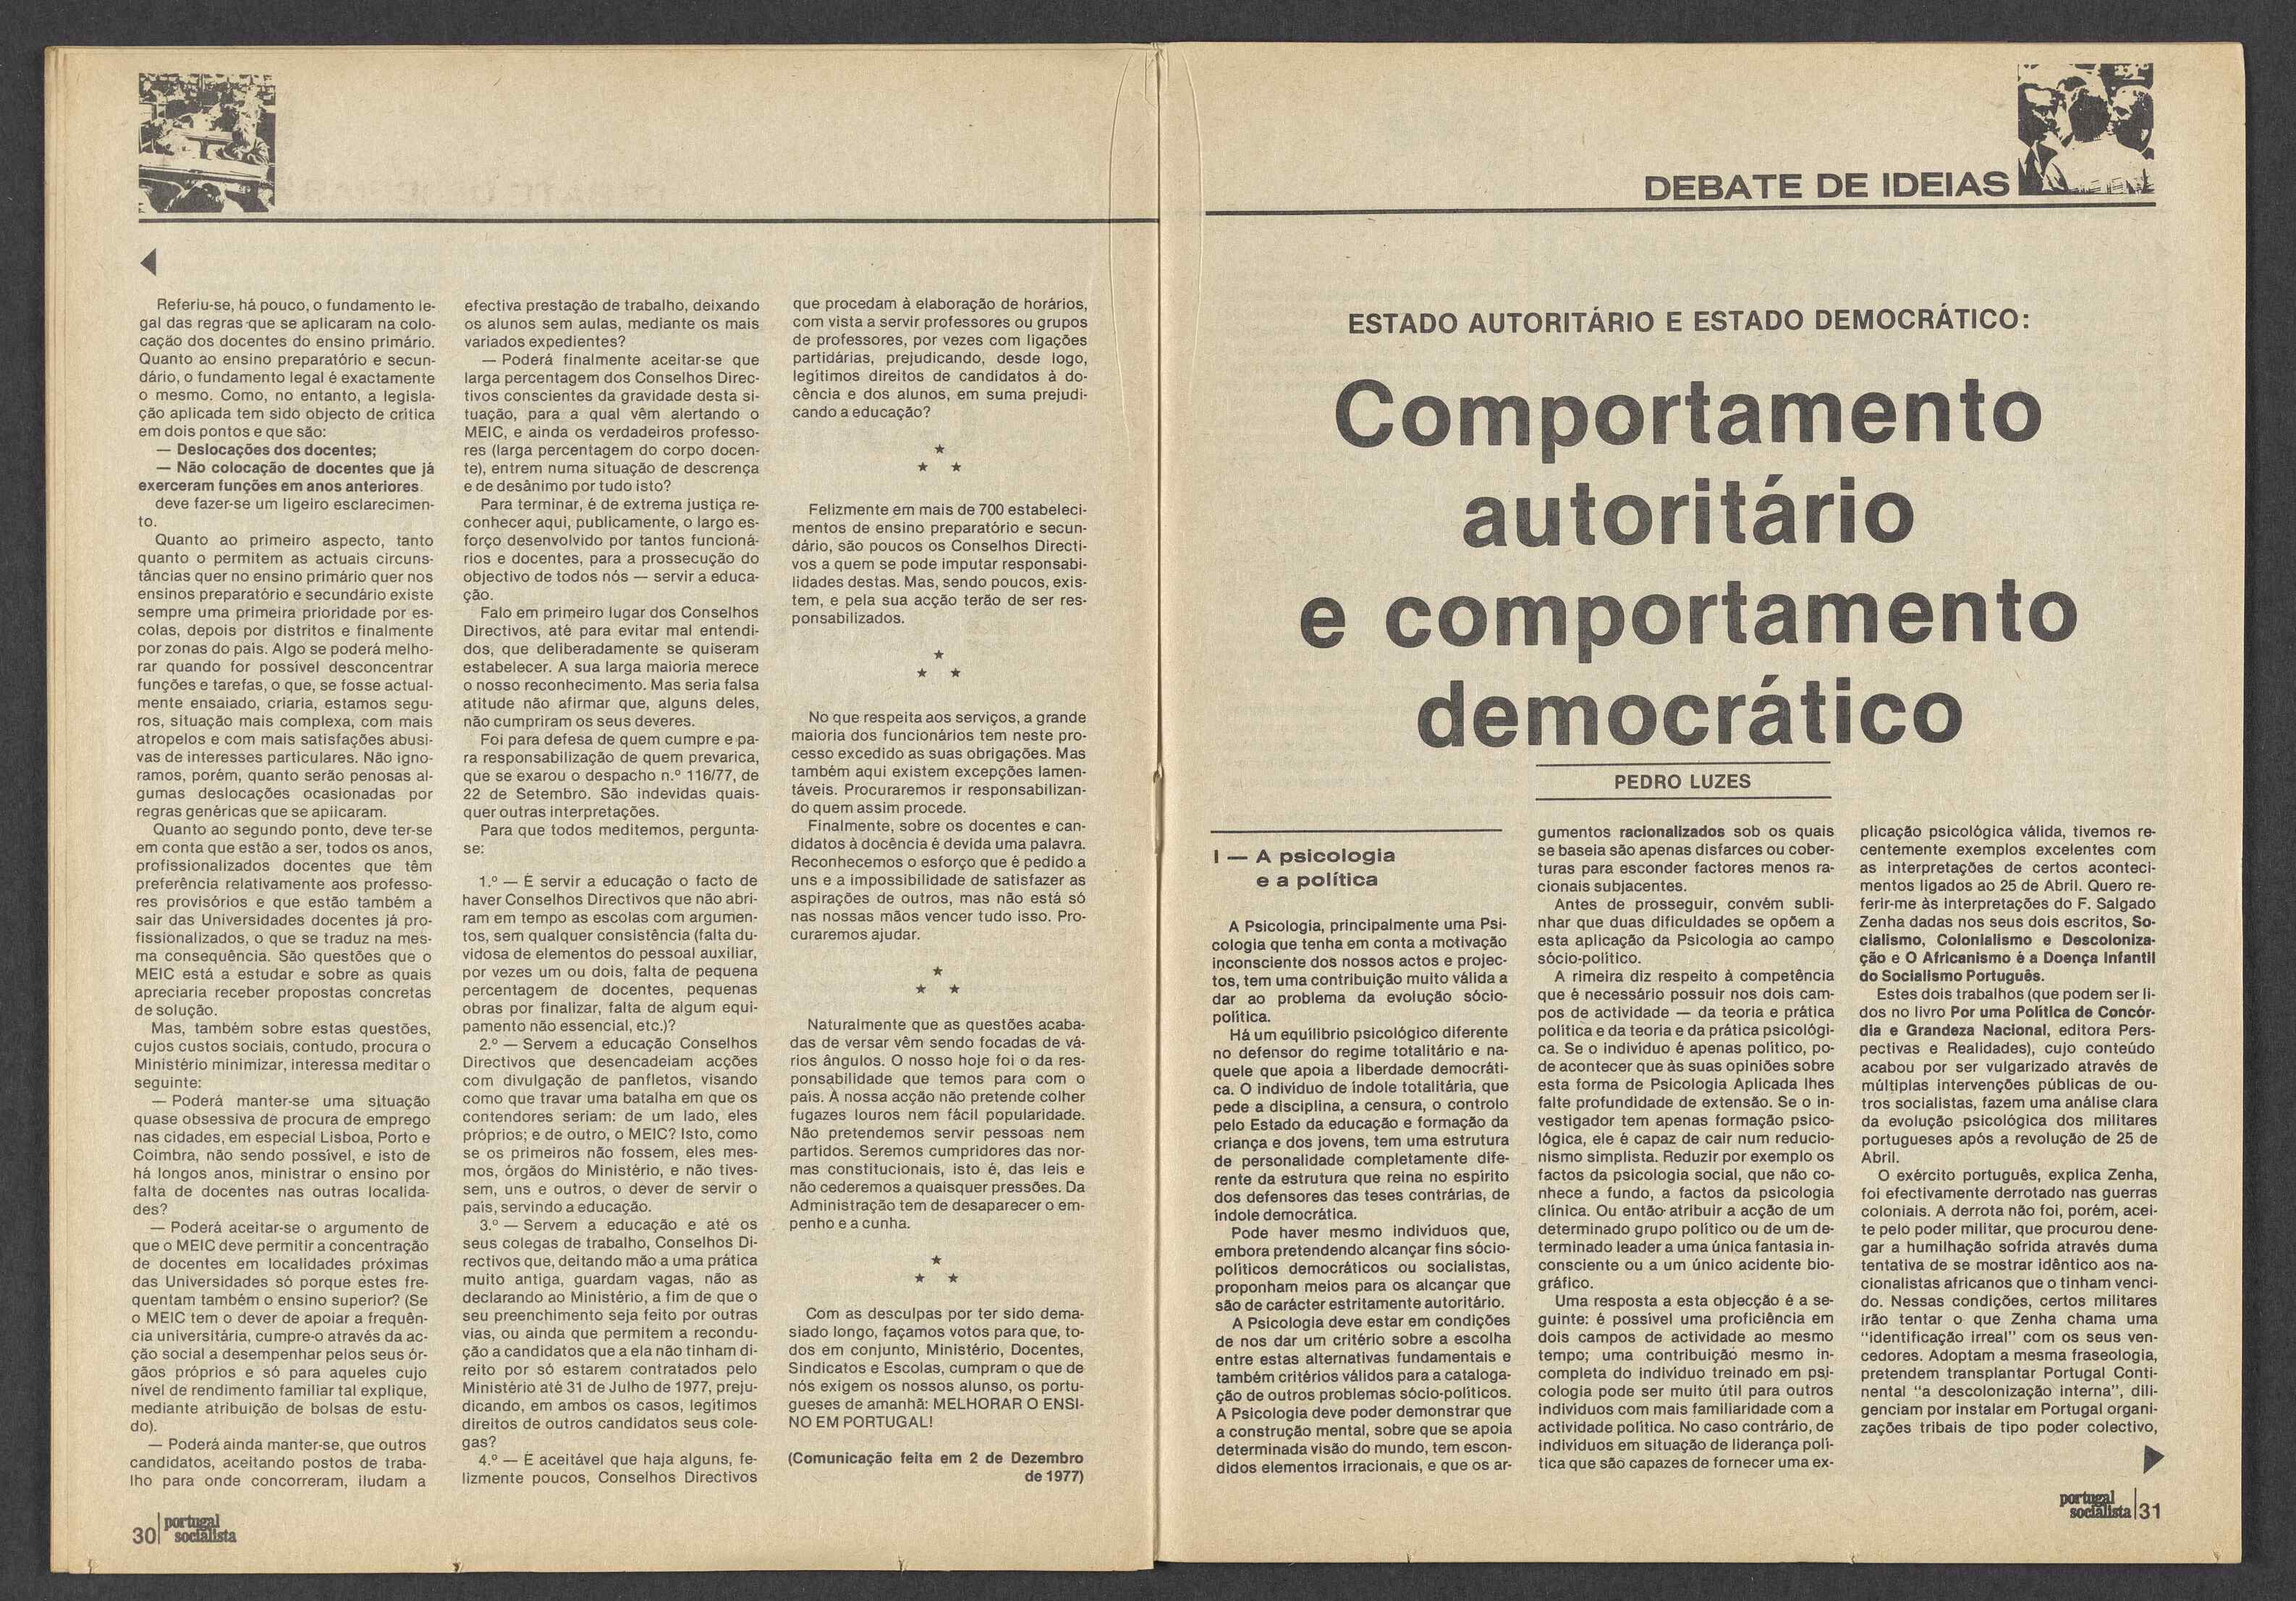 Referiu-se, há pouco, o fundamento le-
gal das regras que se aplicaram na colo-
cação dos docentes do ensino primário.
Quanto ao ensino preparatório e secun-
dário, o fundamento legal é exactamente
o mesmo. Como, no entanto, a legisla-
ção aplicada tem sido objecto de crítica
em dois pontos e que são:
— Deslocações dos docentes;
— Não colocação de docentes que já
exerceram funções em anos anteriores.
deve fazer-se um ligeiro esclarecimen-
to.
Quanto ao primeiro aspecto, tanto
quanto o permitem as actuais circuns-
tâncias quer no ensino primário quer nos
ensinos preparatório e secundário existe
sempre uma primeira prioridade por es-
colas, depois por distritos e finalmente
por zonas do país. Algo se poderá melho-
rar quando for possível desconcentrar
funções e tarefas, o que, se fosse actual-
mente ensaiado, criaria, estamos segu-
ros, situação mais complexa, com mais
atropelos e com mais satisfações abusi-
vas de interesses particulares. Não igno-
ramos, porém, quanto serão penosas al-
gumas deslocações ocasionadas por
regras genéricas que se aplicaram.
Quanto ao segundo ponto, deve ter-se
em conta que estão a ser, todos os anos,
profissionalizados docentes que têm
preferência relativamente aos professo-
res provisórios e que estão também a
sair das Universidades docentes já pro-
fissionalizados, o que se traduz na mes-
ma consequência. São questões que o
MEIC está a estudar e sobre as quais
apreciaria receber propostas concretas
de solução.
Mas, também sobre estas questões,
cujos custos sociais, contudo, procura o
Ministério minimizar, interessa meditar o
seguinte:
— Poderá manter-se uma situação
quase obsessiva de procura de emprego
nas cidades, em especial Lisboa, Porto e
Coimbra, não sendo possível, e isto de
há longos anos, ministrar o ensino por
falta de docentes nas outras localida-
des?
— Poderá aceitar-se o argumento de
que o MEIC deve permitir a concentração
de docentes em localidades próximas
das Universidades só porque estes fre-
quentam também o ensino superior? (Se
o MEIC tem o dever de apoiar a frequên-
cia universitária, cumpre-o através da ac-
ção social a desempenhar pelos seus ór-
gãos próprios e só para aqueles cujo
nível de rendimento familiar tal explique,
mediante atribuição de bolsas de estu-
do).
— Poderá ainda manter-se, que outros
candidatos, aceitando postos de traba-
lho para onde concorreram, iludam a
efectiva prestação de trabalho, deixando
os alunos sem aulas, mediante os mais
variados expedientes?
— Poderá finalmente aceitar-se que
larga percentagem dos Conselhos Direc-
tivos conscientes da gravidade desta si-
tuação, para a qual vêm alertando o
MEIC, e ainda os verdadeiros professo-
res (larga percentagem do corpo docen-
te), entrem numa situação de descrença
e de desânimo por tudo isto?
Para terminar, é de extrema justiça re-
conhecer aqui, publicamente, o largo es-
forço desenvolvido por tantos funcioná-
rios e docentes, para a prossecução do
objectivo de todos nós — servir a educa-
ção.
Falo em primeiro lugar dos Conselhos
Directivos, até para evitar mal entendi-
dos, que deliberadamente se quiseram
estabelecer. A sua larga maioria merece
o nosso reconhecimento. Mas seria falsa
atitude não afirmar que, alguns deles,
não cumpriram os seus deveres.
Foi para defesa de quem cumpre e pa-
ra responsabilização de quem prevarica,
que se exarou o despacho n.º 116/77, de
22 de Setembro. São indevidas quais-
quer outras interpretações.
Para que todos meditemos, pergunta-
se:
1.º — É servir a educação o facto de
haver Conselhos Directivos que não abri-
ram em tempo as escolas com argumen-
tos, sem qualquer consistência (falta du-
vidosa de elementos do pessoal auxiliar,
por vezes um ou dois, falta de pequena
percentagem de docentes, pequenas
obras por finalizar, falta de algum equi-
pamento não essencial, etc.)?
2.º — Servem a educação Conselhos
Directivos que desencadeiam acções
com divulgação de panfletos, visando
como que travar uma batalha em que os
contendores seriam: de um lado, eles
próprios; e de outro, o MEIC? Isto, como
se os primeiros não fossem, eles mes-
mos, órgãos do Ministério, e não tives-
sem, uns e outros, o dever de servir o
país, servindo a educação.
3.º — Servem a educação e até os
seus colegas de trabalho, Conselhos Di-
rectivos que, deitando mão a uma prática
muito antiga, guardam vagas, não as
declarando ao Ministério, a fim de que o
seu preenchimento seja feito por outras
vias, ou ainda que permitem a recondu-
ção a candidatos que a ela não tinham di-
reito por só estarem contratados pelo
Ministério até 31 de Julho de 1977, preju-
dicando, em ambos os casos, legítimos
direitos de outros candidatos seus cole-
gas?
4.º — É aceitável que haja alguns, fe-
lizmente poucos, Conselhos Directivos
que procedam à elaboração de horários,
com vista a servir professores ou grupos
de professores, por vezes com ligações
partidárias, prejudicando, desde logo,
legítimos direitos de candidatos à do-
cência e dos alunos, em suma prejudi-
cando a educação?
★
★ ★
Felizmente em mais de 700 estabeleci-
mentos de ensino preparatório e secun-
dário, são poucos os Conselhos Directi-
vos a quem se pode imputar responsabi-
lidades destas. Mas, sendo poucos, exis-
tem, e pela sua acção terão de ser res-
ponsabilizados.
★
★ ★
No que respeita aos serviços, a grande
maioria dos funcionários tem neste pro-
cesso excedido as suas obrigações. Mas
também aqui existem excepções lamen-
táveis. Procuraremos ir responsabilizan-
do quem assim procede.
Finalmente, sobre os docentes e can-
didatos à docência é devida uma palavra.
Reconhecemos o esforço que é pedido a
uns e a impossibilidade de satisfazer as
aspirações de outros, mas não está só
nas nossas mãos vencer tudo isso. Pro-
curaremos ajudar.
★
★ ★
Naturalmente que as questões acaba-
das de versar vêm sendo focadas de vá-
rios ângulos. O nosso hoje foi o da res-
ponsabilidade que temos para com o
país. A nossa acção não pretende colher
fugazes louros nem fácil popularidade.
Não pretendemos servir pessoas nem
partidos. Seremos cumpridores das nor-
mas constitucionais, isto é, das leis e
não cederemos a quaisquer pressões. Da
Administração tem de desaparecer o em-
penho e a cunha.
★
★ ★
Com as desculpas por ter sido dema-
siado longo, façamos votos para que, to-
dos em conjunto, Ministério, Docentes,
Sindicatos e Escolas, cumpram o que de
nós exigem os nossos alunso, os portu-
gueses de amanhã: MELHORAR O ENSI-
NO EM PORTUGAL!
(Comunicação feita em 2 de Dezembro
de 1977)
30 portugal
socialista
DEBATE DE IDEIAS
ESTADO AUTORITÁRIO E ESTADO DEMOCRÁTICO:
Comportamento
autoritário
e comportamento
democrático
PEDRO LUZES
I — A psicologia
e a política
A Psicologia, principalmente uma Psi-
cologia que tenha em conta a motivação
inconsciente dos nossos actos e projec-
tos, tem uma contribuição muito válida a
dar ao problema da evolução sócio-
política.
Há um equilíbrio psicológico diferente
no defensor do regime totalitário e na-
quele que apoia a liberdade democráti-
ca. O indivíduo de índole totalitária, que
pede a disciplina, a censura, o controlo
pelo Estado da educação e formação da
criança e dos jovens, tem uma estrutura
de personalidade completamente dife-
rente da estrutura que reina no espírito
dos defensores das teses contrárias, de
índole democrática.
Pode haver mesmo indivíduos que,
embora pretendendo alcançar fins sócio-
políticos democráticos ou socialistas,
proponham meios para os alcançar que
são de carácter estritamente autoritário.
A Psicologia deve estar em condições
de nos dar um critério sobre a escolha
entre estas alternativas fundamentais e
também critérios válidos para a cataloga-
ção de outros problemas sócio-políticos.
A Psicologia deve poder demonstrar que
a construção mental, sobre que se apoia
determinada visão do mundo, tem escon-
didos elementos irracionais, e que os ar-
gumentos racionalizados sob os quais
se baseia são apenas disfarces ou cober-
turas para esconder factores menos ra-
cionais subjacentes.
Antes de prosseguir, convém subli-
nhar que duas dificuldades se opõem a
esta aplicação da Psicologia ao campo
sócio-político.
A rimeira diz respeito à competência
que é necessário possuir nos dois cam-
pos de actividade — da teoria e prática
política e da teoria e da prática psicológi-
ca. Se o indivíduo é apenas político, po-
de acontecer que às suas opiniões sobre
esta forma de Psicologia Aplicada lhes
falte profundidade de extensão. Se o in-
vestigador tem apenas formação psico-
lógica, ele é capaz de cair num reducio-
nismo simplista. Reduzir por exemplo os
factos da psicologia social, que não co-
nhece a fundo, a factos da psicologia
clínica. Ou então atribuir a acção de um
determinado grupo político ou de um de-
terminado leader a uma única fantasia in-
consciente ou a um único acidente bio-
gráfico.
Uma resposta a esta objecção é a se-
guinte: é possível uma proficiência em
dois campos de actividade ao mesmo
tempo; uma contribuição mesmo in-
completa do indivíduo treinado em psi-
cologia pode ser muito útil para outros
indivíduos com mais familiaridade com a
actividade política. No caso contrário, de
indivíduos em situação de liderança polí-
tica que são capazes de fornecer uma ex-
plicação psicológica válida, tivemos re-
centemente exemplos excelentes com
as interpretações de certos aconteci-
mentos ligados ao 25 de Abril. Quero re-
ferir-me às interpretações do F. Salgado
Zenha dadas nos seus dois escritos, So-
cialismo, Colonialismo e Descoloniza-
ção e O Africanismo é a Doença Infantil
do Socialismo Português.
Estes dois trabalhos (que podem ser li-
dos no livro Por uma Política de Concór-
dia e Grandeza Nacional, editora Pers-
pectivas e Realidades), cujo conteúdo
acabou por ser vulgarizado através de
múltiplas intervenções públicas de ou-
tros socialistas, fazem uma análise clara
da evolução psicológica dos militares
portugueses após a revolução de 25 de
Abril.
O exército português, explica Zenha,
foi efectivamente derrotado nas guerras
coloniais. A derrota não foi, porém, acei-
te pelo poder militar, que procurou dene-
gar a humilhação sofrida através duma
tentativa de se mostrar idêntico aos na-
cionalistas africanos que o tinham venci-
do. Nessas condições, certos militares
irão tentar o que Zenha chama uma
"identificação irreal" com os seus ven-
cedores. Adoptam a mesma fraseologia,
pretendem transplantar Portugal Conti-
nental "a descolonização interna", dili-
genciam por instalar em Portugal organi-
zações tribais de tipo poder colectivo,
portugal
socialista 31